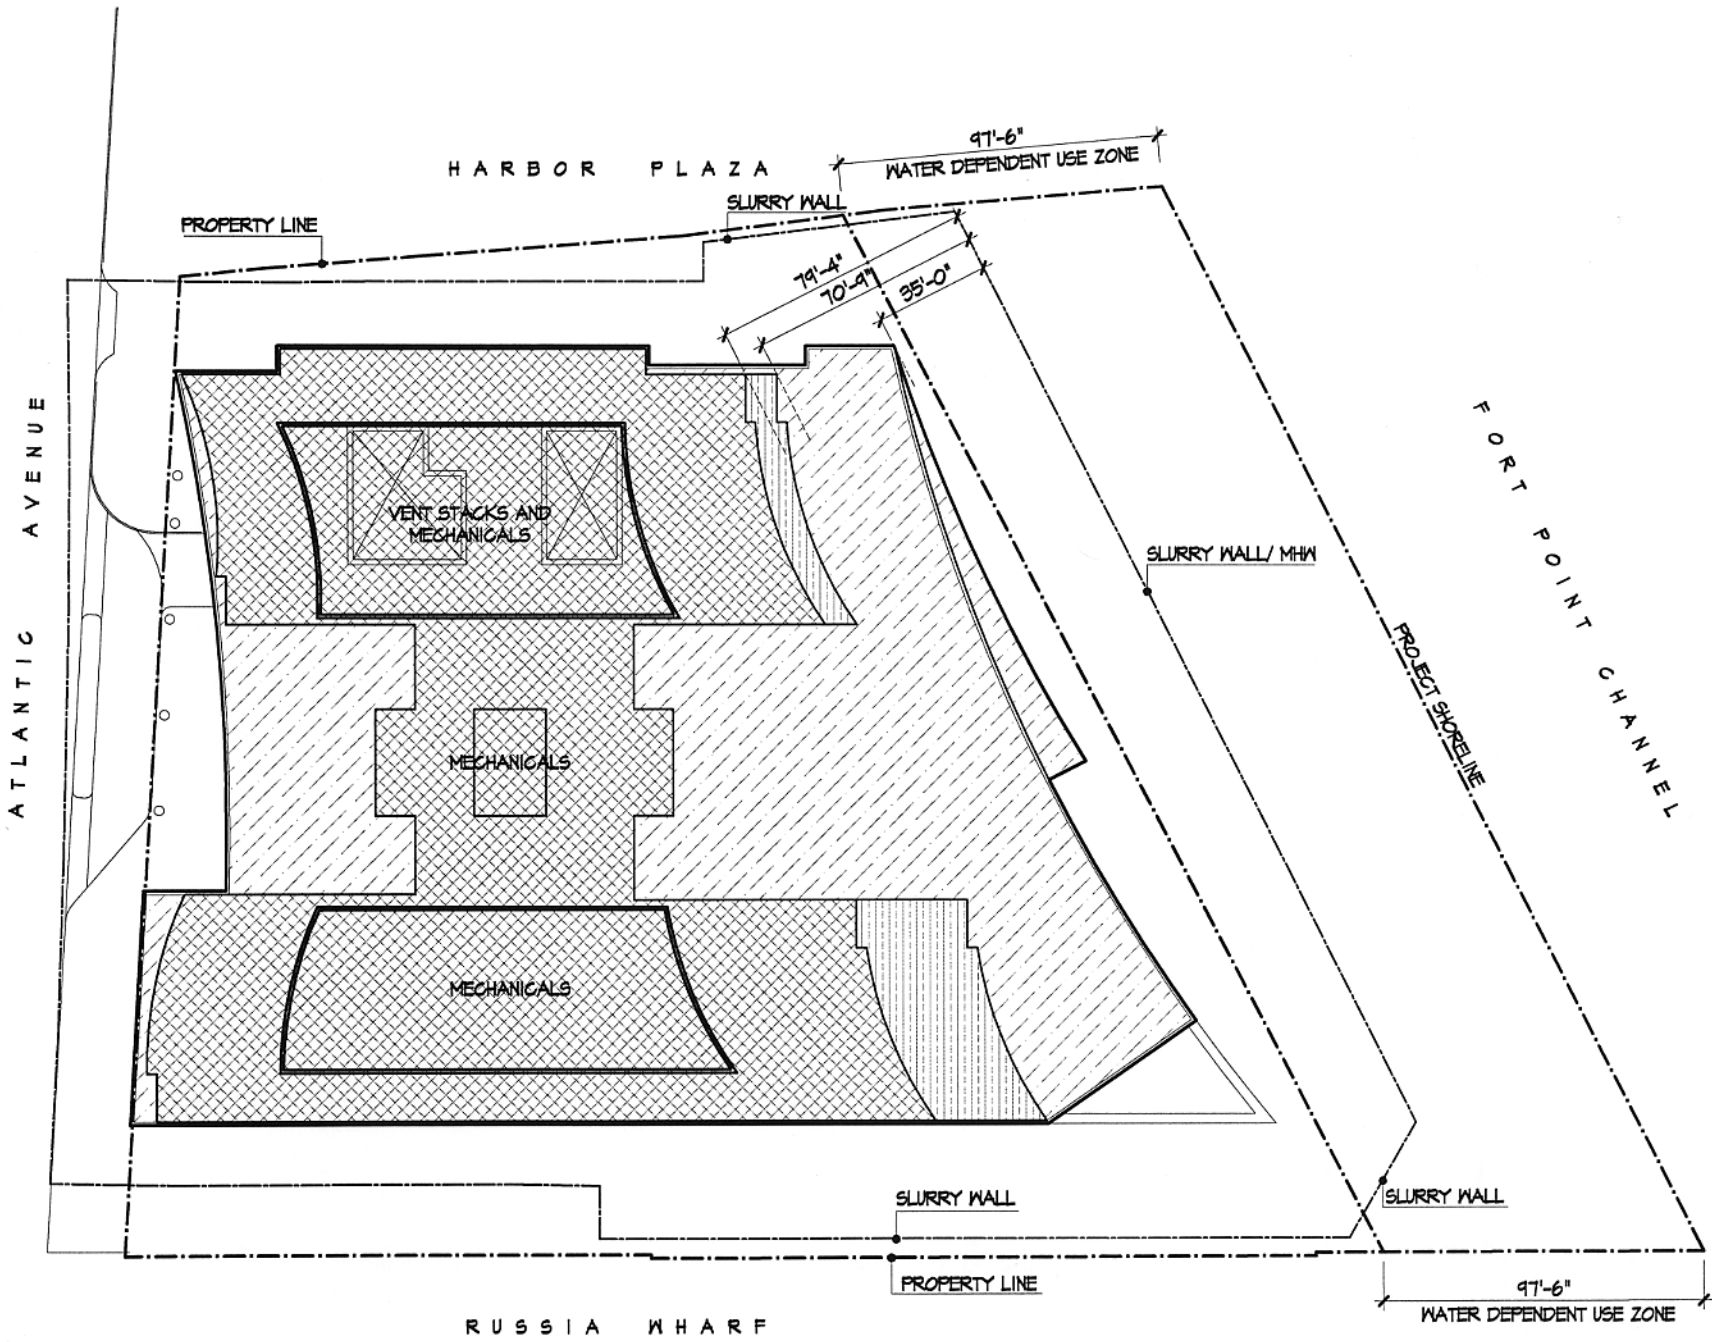 97'-6"
WATER DEPENDENT USE ZONE
HARBOR PLAZA
SLURRY WALL
PROPERTY LINE
79'-4"
70'-9"
35'-0"
ATLANTIC AVENUE
FORT POINT CHANNEL
VENT STACKS AND
MECHANICALS
SLURRY WALL/ MHW
PROJECT SHORELINE
MECHANICALS
MECHANICALS
SLURRY WALL
SLURRY WALL
PROPERTY LINE
97'-6"
WATER DEPENDENT USE ZONE
RUSSIA WHARF